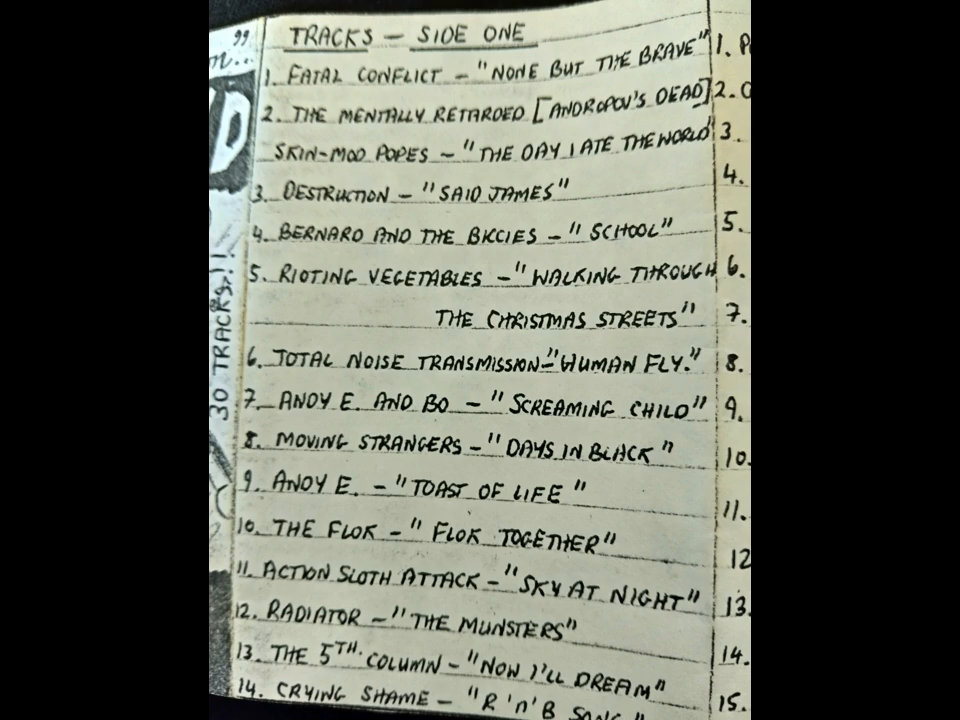 99
TRACKS - SIDE ONE
1. FATAL CONFLICT - "NONE BUT THE BRAVE"
2. THE MENTALLY RETARDED [ANDROPOV'S DEAD]
SKIN-MOD POPES - "THE DAY I ATE THE WORLD"
3. DESTRUCTION - "SAID JAMES"
4. BERNARD AND THE BICCIES - "SCHOOL"
5. RIOTING VEGETABLES - "WALKING THROUGH
THE CHRISTMAS STREETS"
6. TOTAL NOISE TRANSMISSION - "HUMAN FLY."
7. ANDY E. AND BO - "SCREAMING CHILD"
8. MOVING STRANGERS - "DAYS IN BLACK"
9. ANDY E. - "TOAST OF LIFE"
10. THE FLOK - "FLOK TOGETHER"
11. ACTION SLOTH ATTACK - "SKY AT NIGHT"
12. RADIATOR - "THE MUNSTERS"
13. THE 5TH. COLUMN - "NOW I'LL DREAM"
14. CRYING SHAME - "R'n'B SONG"
30 TRACKS!!
1.
2.
3.
4.
5.
6.
7.
8.
9.
10.
11.
12
13.
14.
15.